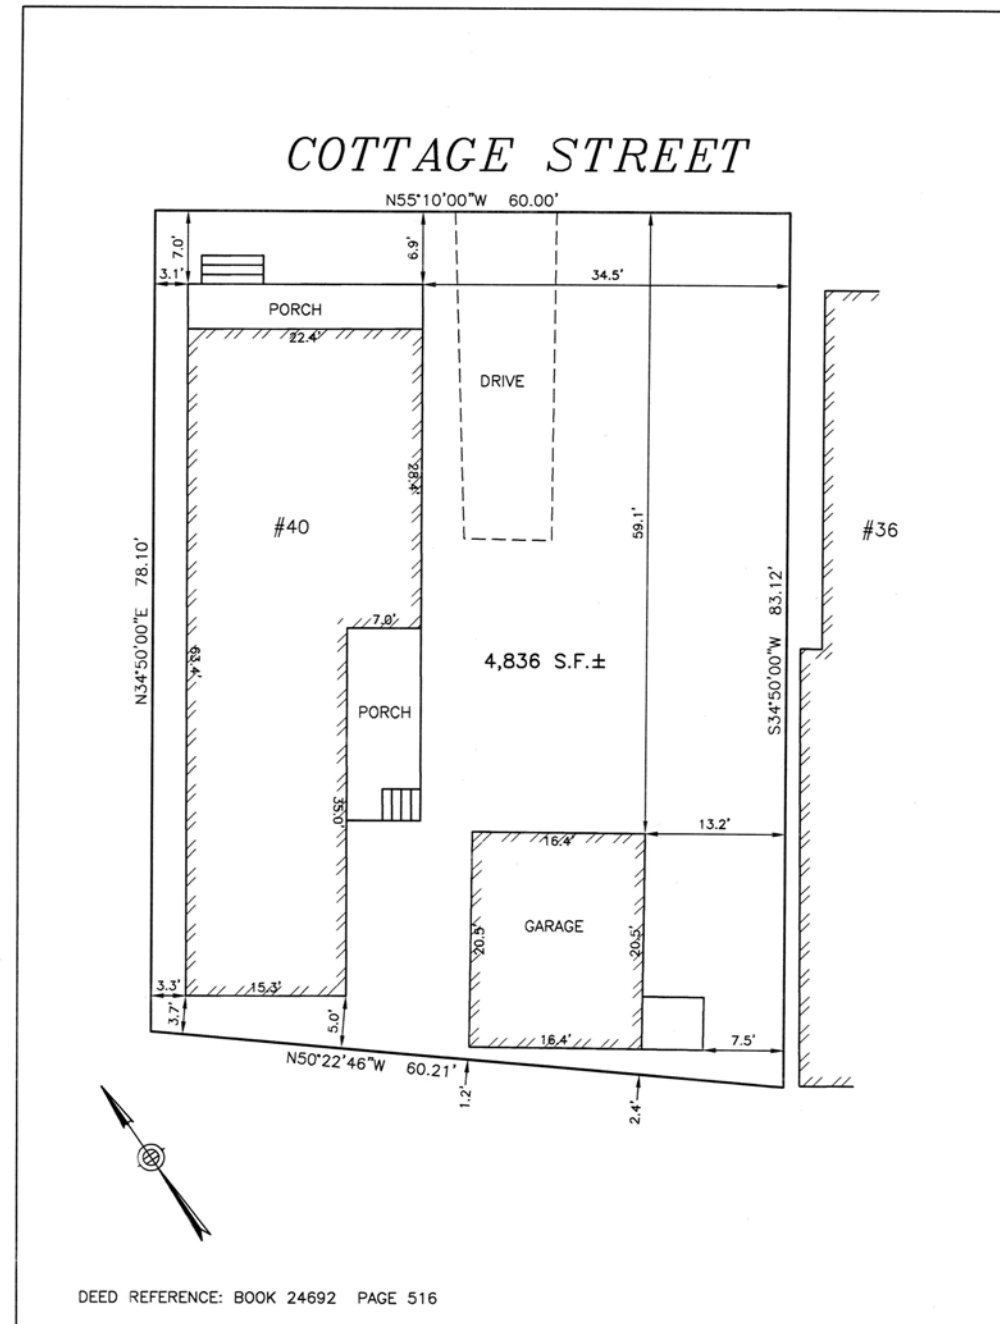 COTTAGE STREET
N55°10'00"W 60.00'
7.0'
6.9'
3.1'
34.5'
PORCH
22.4'
DRIVE
28.4'
#40
59.1'
#36
N34°50'00"E 78.10'
S34°50'00"W 83.12'
7.0'
63.4'
4,836 S.F.±
PORCH
35.0'
13.2'
16.4'
GARAGE
20.5'
20.5'
3.3'
15.3'
3.7'
5.0'
16.4'
7.5'
N50°22'46"W 60.21'
1.2'
2.4'
DEED REFERENCE: BOOK 24692 PAGE 516